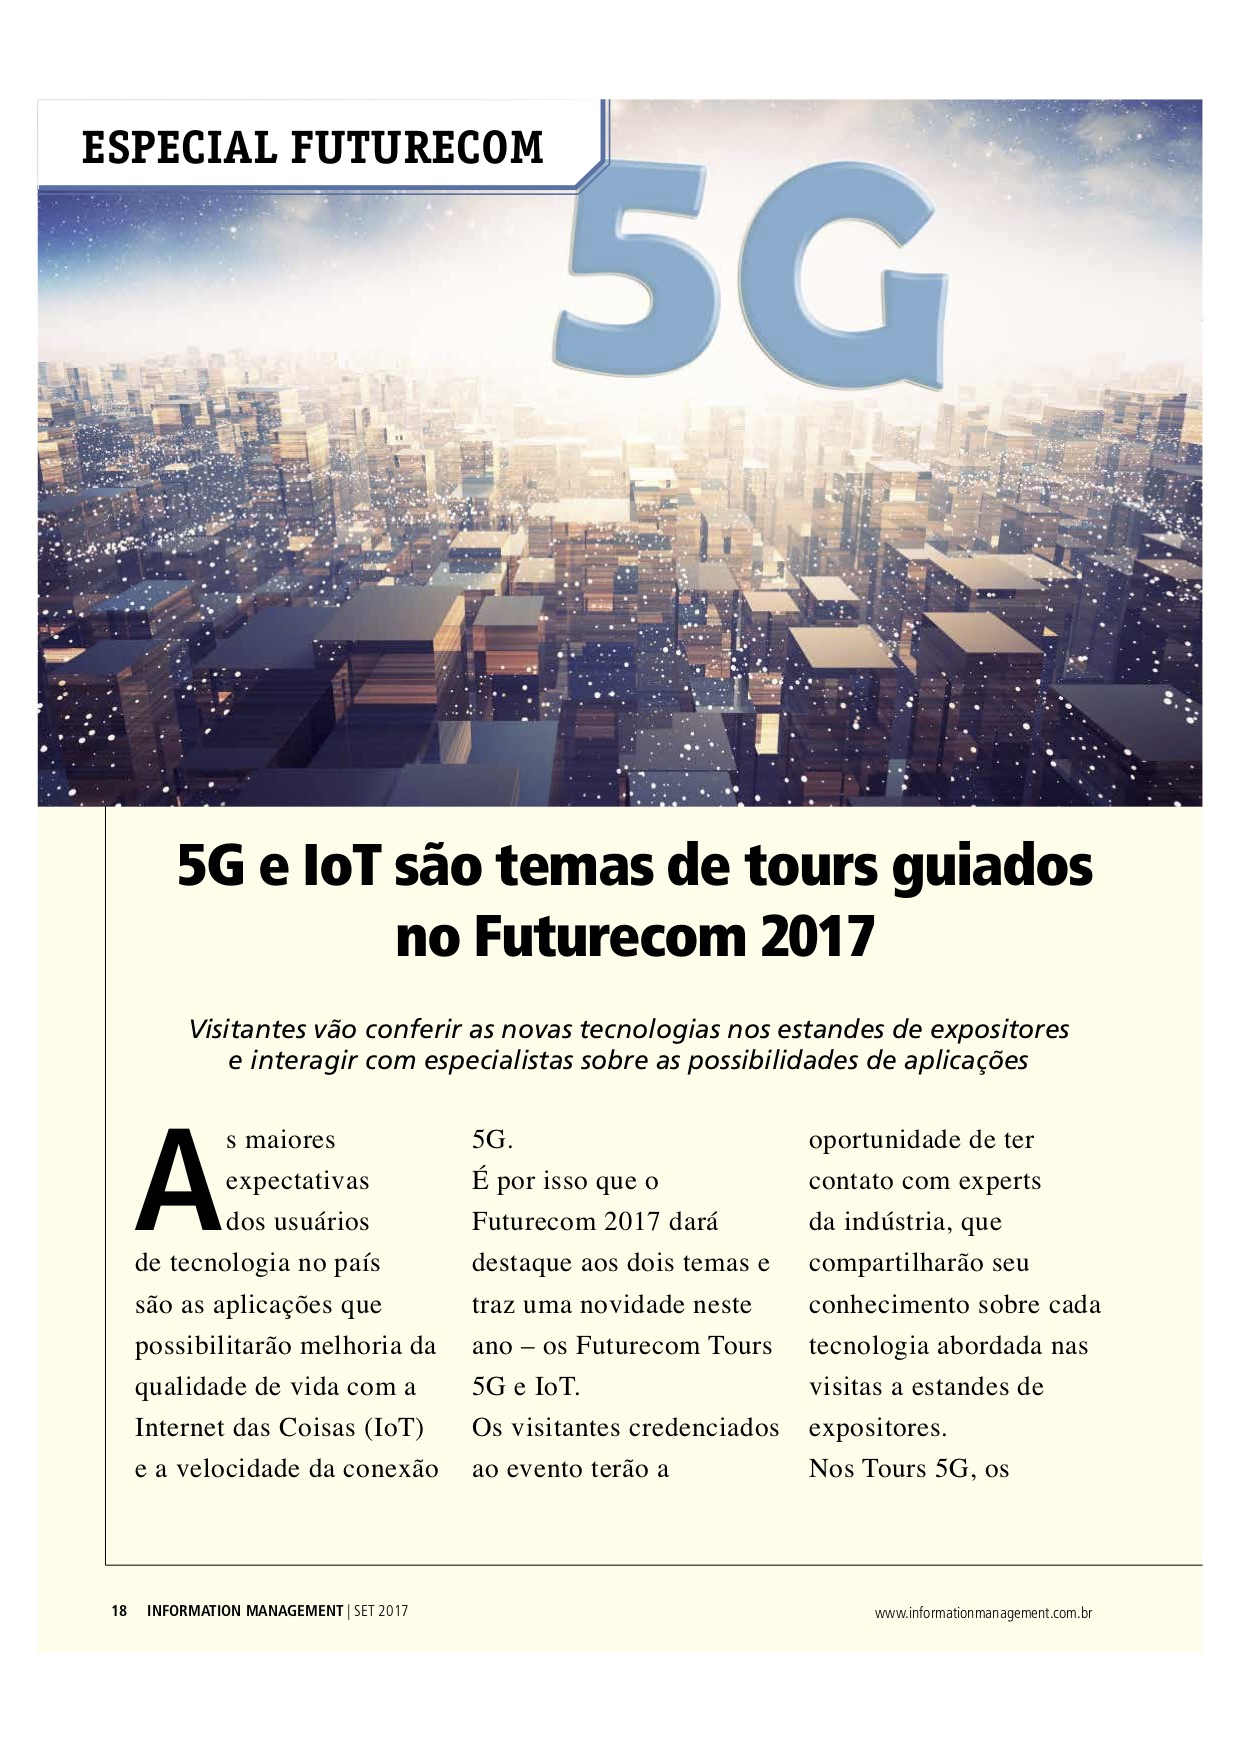 ESPECIAL FUTURECOM
5G
5G e IoT são temas de tours guiados
no Futurecom 2017
Visitantes vão conferir as novas tecnologias nos estandes de expositores
e interagir com especialistas sobre as possibilidades de aplicações
As maiores
expectativas
dos usuários
de tecnologia no país
são as aplicações que
possibilitarão melhoria da
qualidade de vida com a
Internet das Coisas (IoT)
e a velocidade da conexão
5G.
É por isso que o
Futurecom 2017 dará
destaque aos dois temas e
traz uma novidade neste
ano – os Futurecom Tours
5G e IoT.
Os visitantes credenciados
ao evento terão a
oportunidade de ter
contato com experts
da indústria, que
compartilharão seu
conhecimento sobre cada
tecnologia abordada nas
visitas a estandes de
expositores.
Nos Tours 5G, os
18 INFORMATION MANAGEMENT | SET 2017
www.informationmanagement.com.br